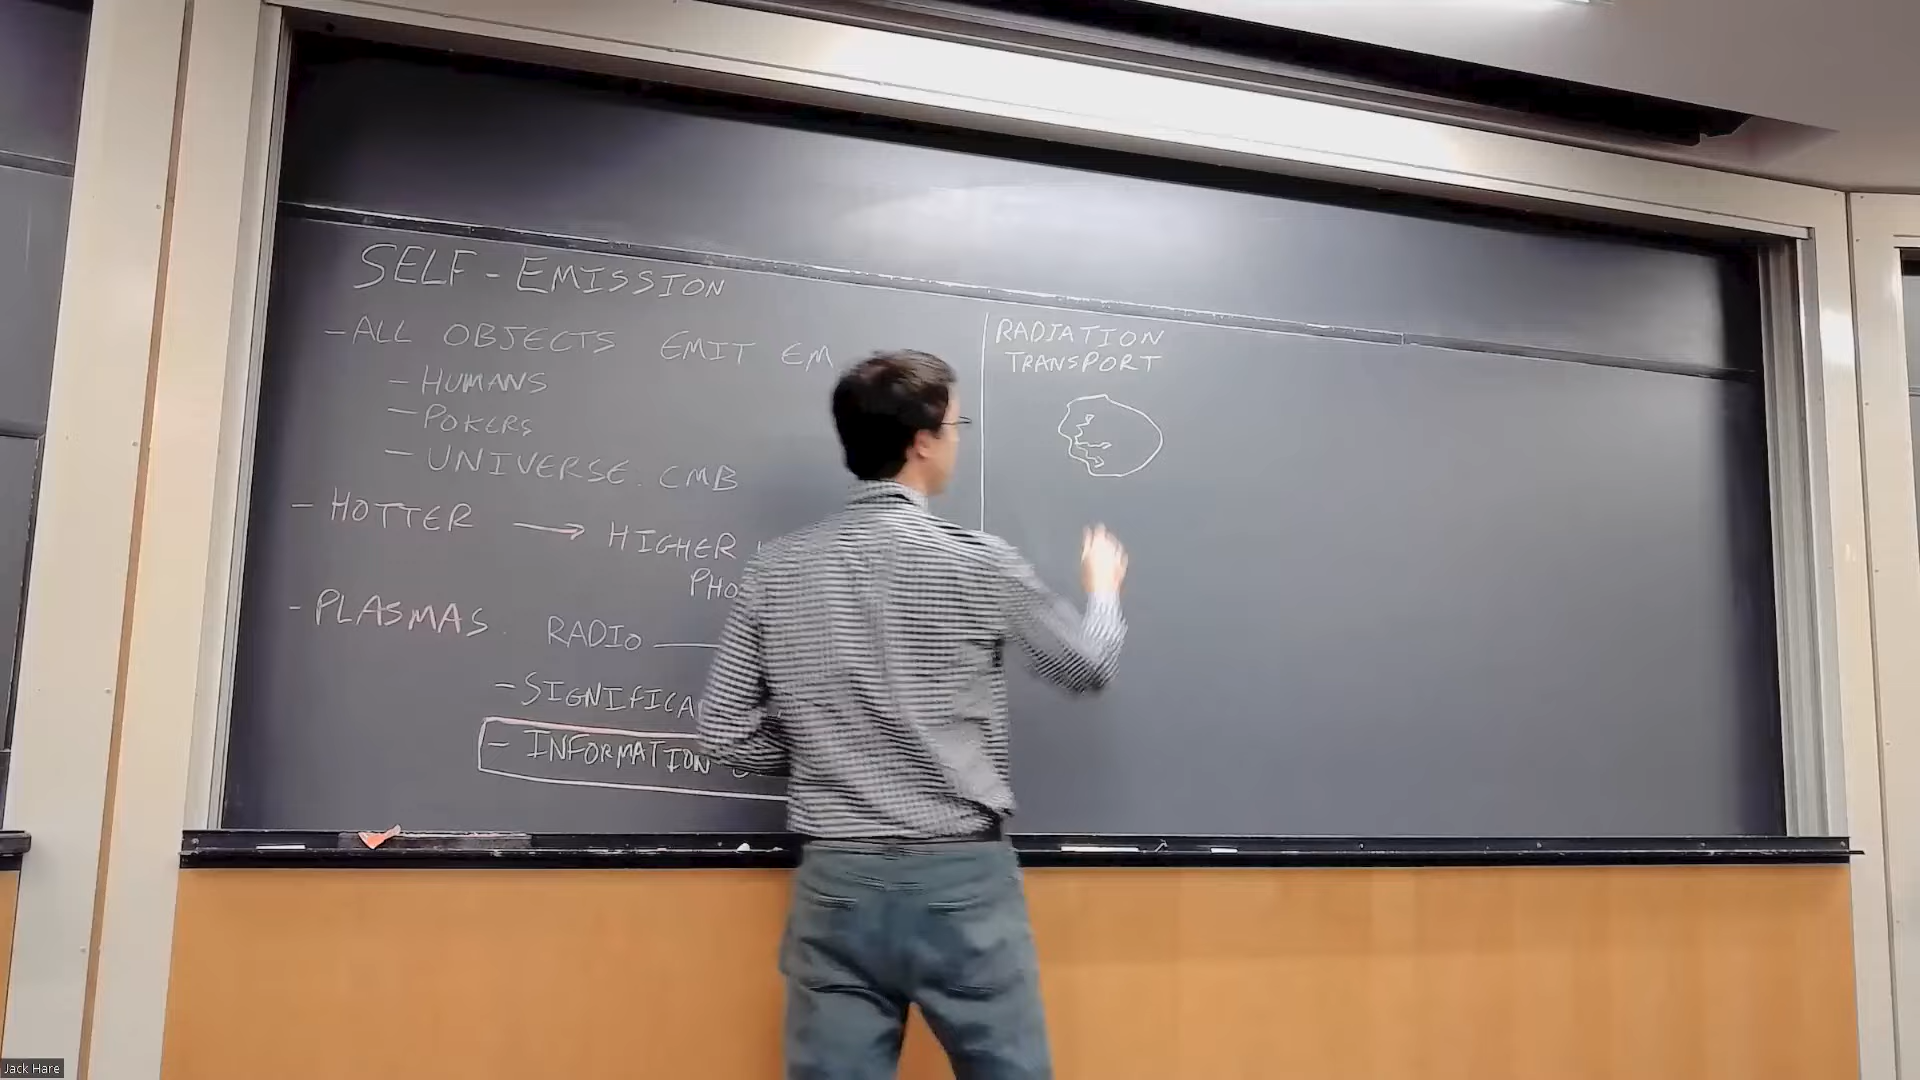 SELF-EMISSION
-ALL OBJECTS EMIT EM
-HUMANS
-POKERS
-UNIVERSE. CMB
-HOTTER → HIGHER
-PLASMAS. RADIO
- INFORMATION
RADIATION
TRANSPORT
Jack Hare